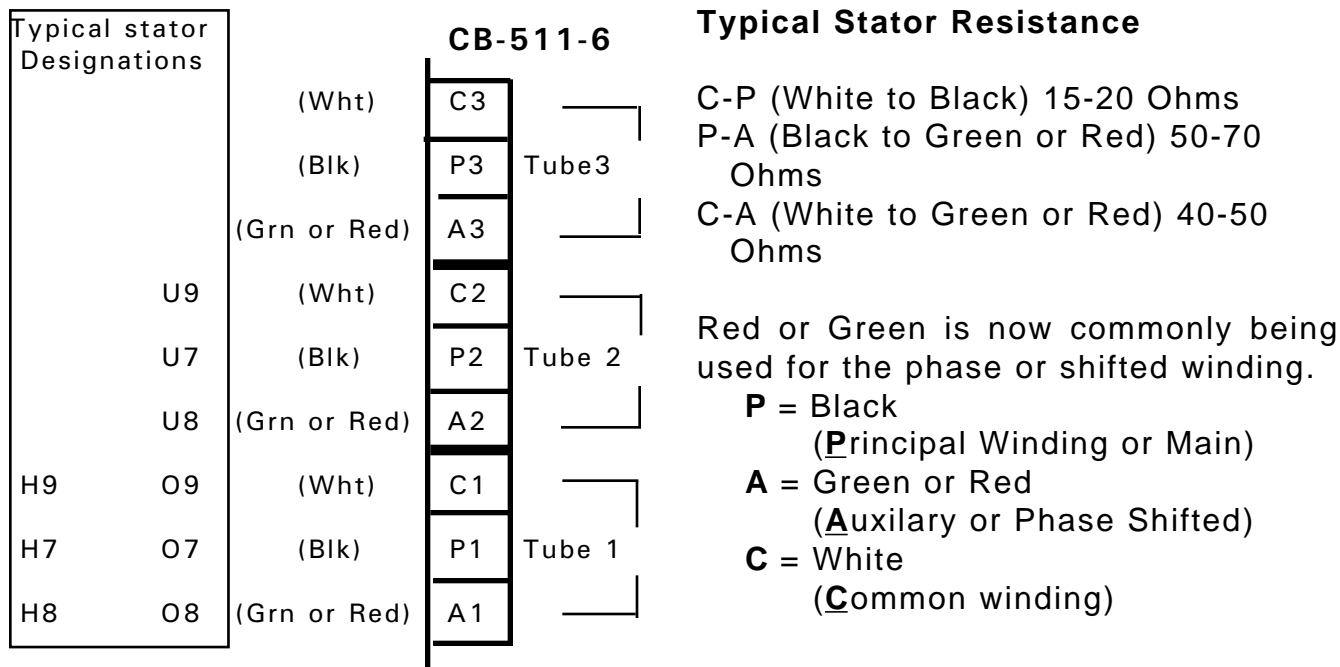 Typical stator
Designations
CB-511-6
(Wht) C3
(Blk) P3 Tube3
(Grn or Red) A3
U9 (Wht) C2
U7 (Blk) P2 Tube 2
U8 (Grn or Red) A2
H9 O9 (Wht) C1
H7 O7 (Blk) P1 Tube 1
H8 O8 (Grn or Red) A1
Typical Stator Resistance
C-P (White to Black) 15-20 Ohms
P-A (Black to Green or Red) 50-70
Ohms
C-A (White to Green or Red) 40-50
Ohms
Red or Green is now commonly being
used for the phase or shifted winding.
P = Black
(Principal Winding or Main)
A = Green or Red
(Auxilary or Phase Shifted)
C = White
(Common winding)